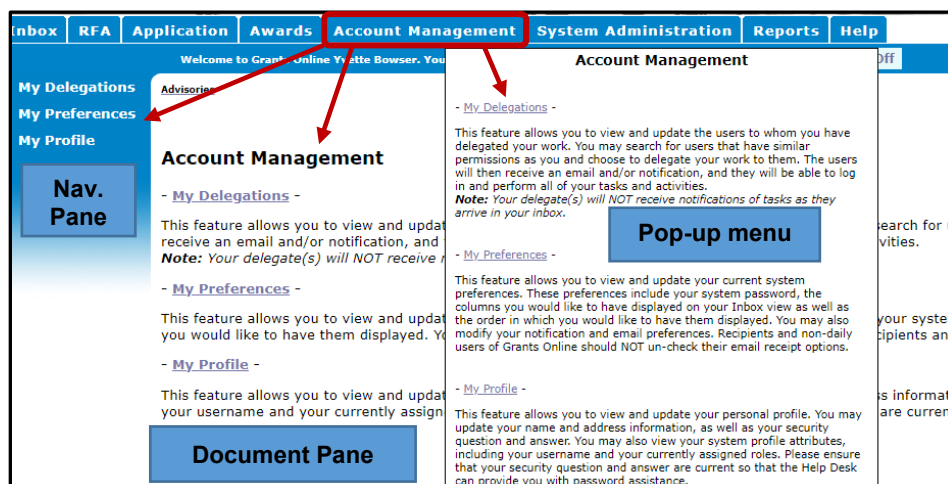 Inbox RFA Application Awards Account Management System Administration Reports Help
Welcome to Grants Online Yvette Bowser. You
Off
My Delegations
My Preferences
My Profile
Nav.
Pane
Advisories
Account Management
- My Delegations -
This feature allows you to view and updat
search for
receive an email and/or notification, and
vities.
Note: Your delegate(s) will NOT receive
- My Preferences -
This feature allows you to view and updat
your syste
you would like to have them displayed. Yo
cipients an
- My Profile -
This feature allows you to view and updat
ss informat
your username and your currently assign
are curren
Document Pane
Account Management
- My Delegations -
This feature allows you to view and update the users to whom you have
delegated your work. You may search for users that have similar
permissions as you and choose to delegate your work to them. The users
will then receive an email and/or notification, and they will be able to log
in and perform all of your tasks and activities.
Note: Your delegate(s) will NOT receive notifications of tasks as they
arrive in your inbox.
Pop-up menu
- My Preferences -
This feature allows you to view and update your current system
preferences. These preferences include your system password, the
columns you would like to have displayed on your Inbox view as well as
the order in which you would like to have them displayed. You may also
modify your notification and email preferences. Recipients and non-daily
users of Grants Online should NOT un-check their email receipt options.
- My Profile -
This feature allows you to view and update your personal profile. You may
update your name and address information, as well as your security
question and answer. You may also view your system profile attributes,
including your username and your currently assigned roles. Please ensure
that your security question and answer are current so that the Help Desk
can provide you with password assistance.